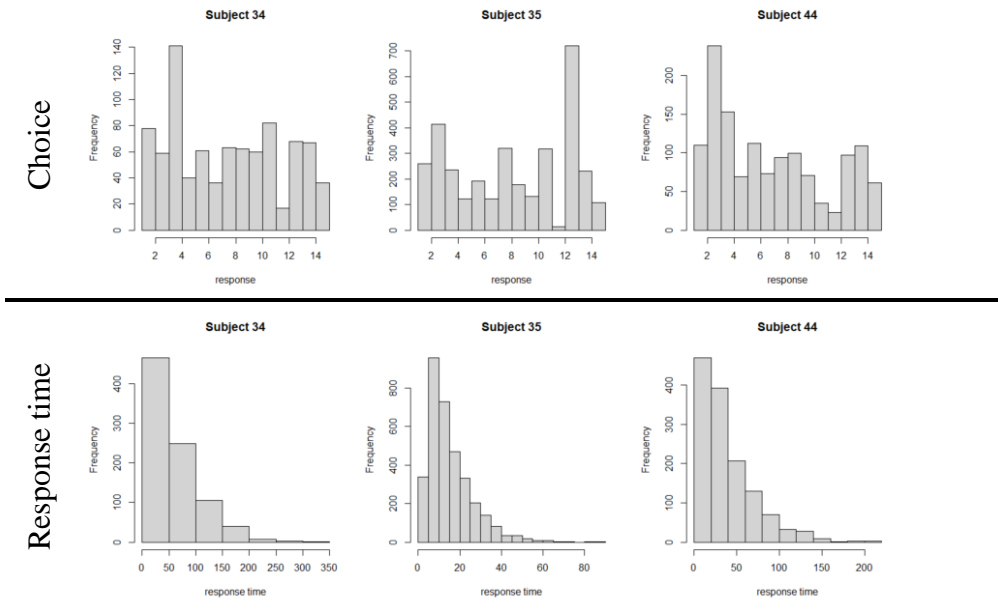 Subject 34
Subject 35
Subject 44
Choice
Frequency
0 20 40 60 80 100 120 140
2 4 6 8 10 12 14
response
Frequency
0 100 200 300 400 500 600 700
2 4 6 8 10 12 14
response
Frequency
0 50 100 150 200
2 4 6 8 10 12 14
response
Subject 34
Subject 35
Subject 44
Response time
Frequency
0 100 200 300 400
0 50 100 150 200 250 300 350
response time
Frequency
0 200 400 600 800
0 20 40 60 80
response time
Frequency
0 100 200 300 400
0 50 100 150 200
response time